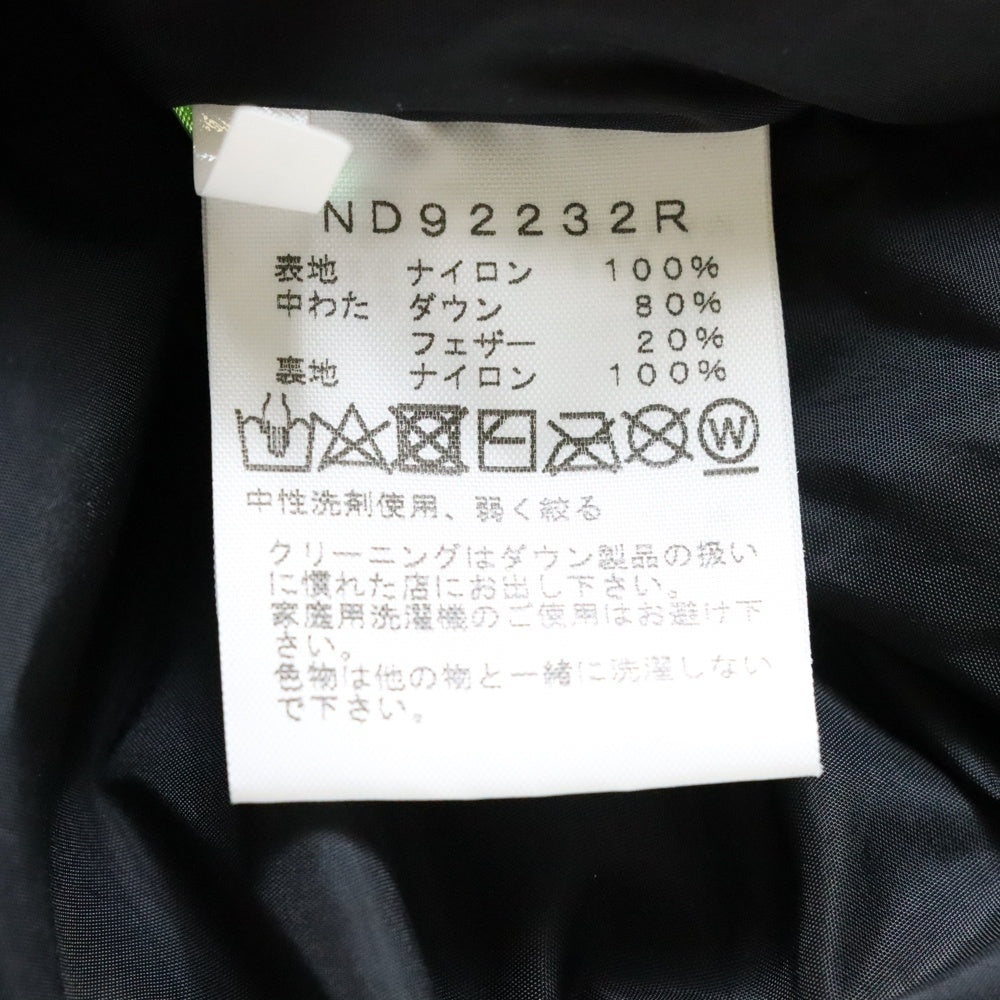 ND92232R
表地 ナイロン 100%
中わた ダウン 80%
フェザー 20%
裏地 ナイロン 100%
W
中性洗剤使用、弱く絞る
クリーニングはダウン製品の扱い
に慣れた店にお出し下さい。
家庭用洗濯機のご使用はお避け下
さい。
色物は他の物と一緒に洗濯しない
で下さい。